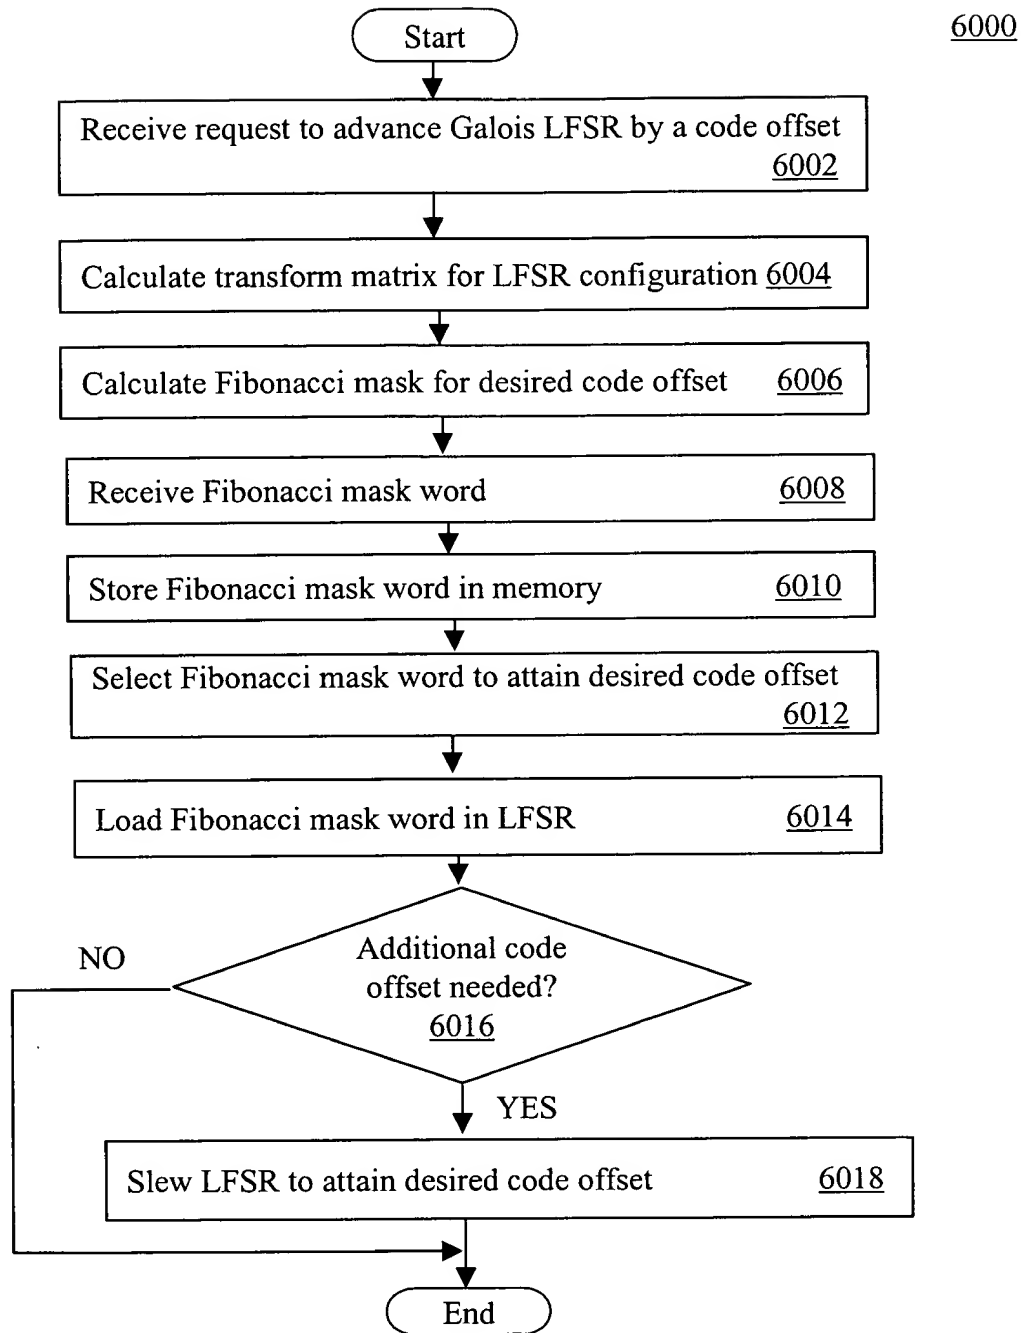 6000
Start
Receive request to advance Galois LFSR by a code offset
6002
Calculate transform matrix for LFSR configuration 6004
Calculate Fibonacci mask for desired code offset 6006
Receive Fibonacci mask word 6008
Store Fibonacci mask word in memory 6010
Select Fibonacci mask word to attain desired code offset
6012
Load Fibonacci mask word in LFSR 6014
NO
Additional code
offset needed?
6016
YES
Slew LFSR to attain desired code offset 6018
End